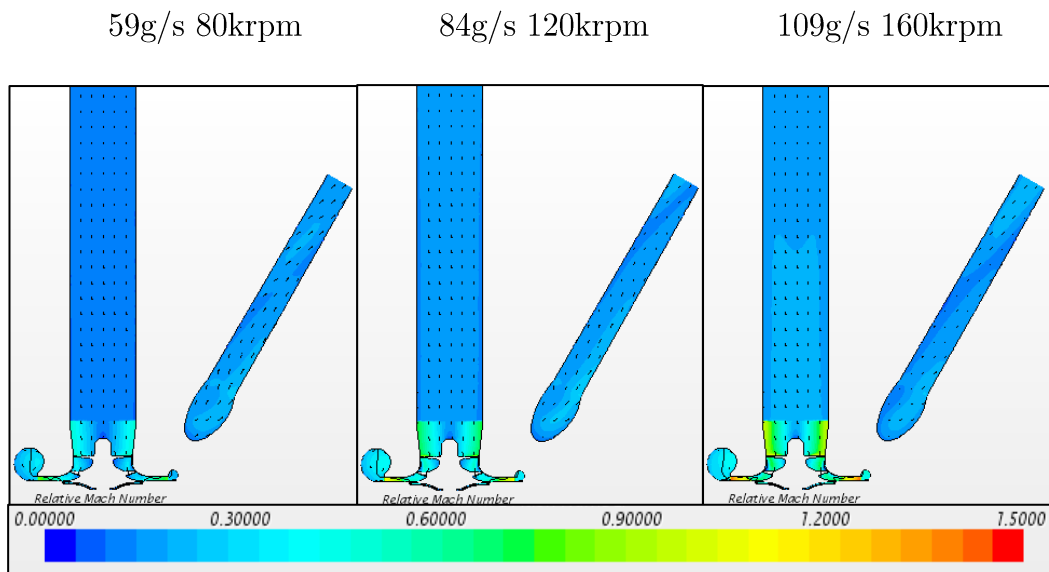 59g/s 80krpm 84g/s 120krpm 109g/s 160krpm
Relative Mach Number Relative Mach Number Relative Mach Number
0.00000 0.30000 0.60000 0.90000 1.2000 1.5000